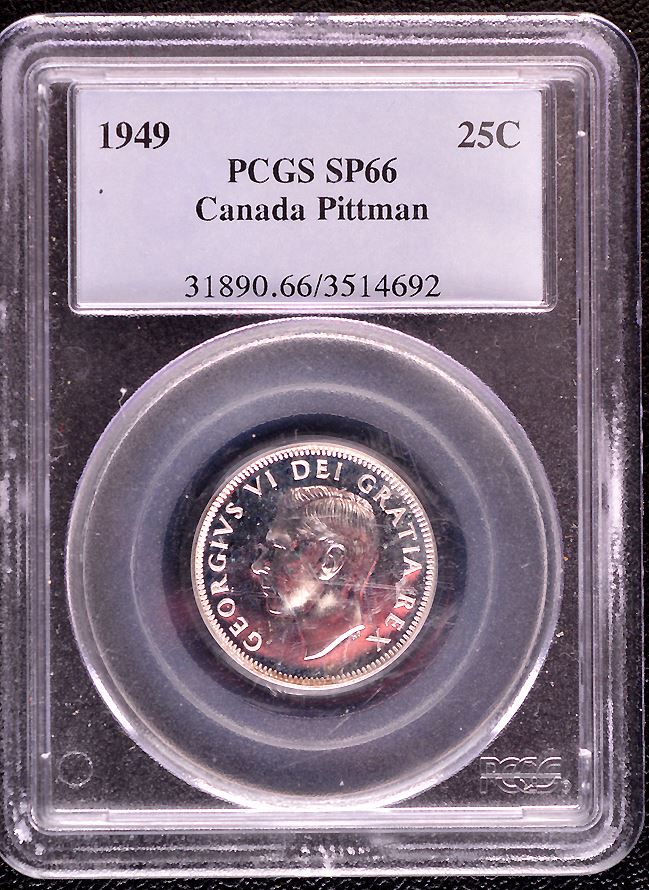 1949 25C
PCGS SP66
Canada Pittman
31890.66/3514692
GEORGIVS VI DEI GRATIA REX
PCGS